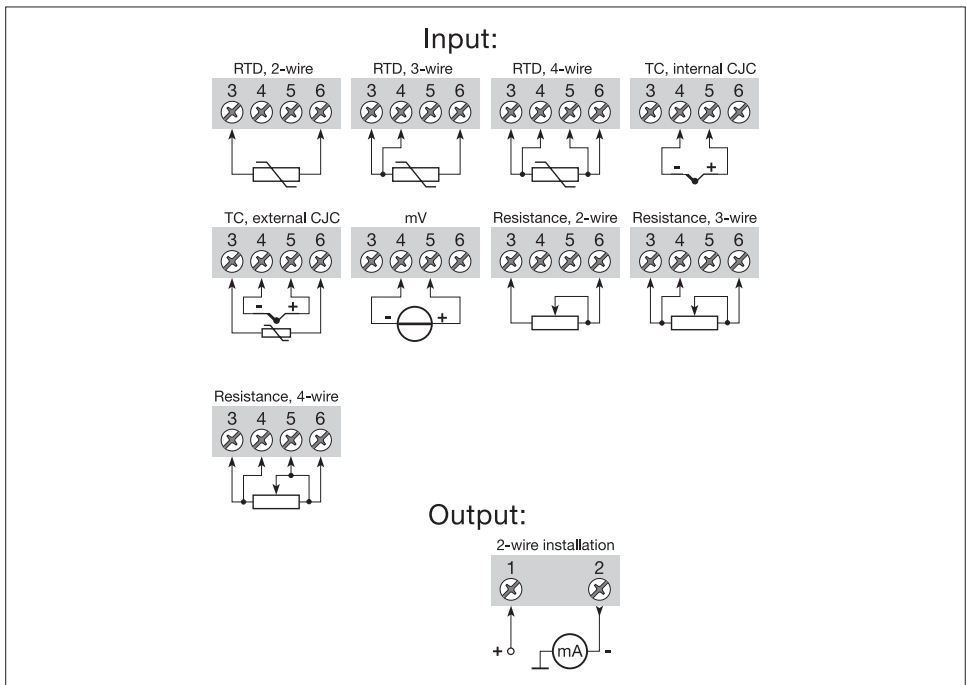 Input:
RTD, 2-wire RTD, 3-wire RTD, 4-wire TC, internal CJC
3 4 5 6 3 4 5 6 3 4 5 6 3 4 5 6
- +
TC, external CJC mV Resistance, 2-wire Resistance, 3-wire
3 4 5 6 3 4 5 6 3 4 5 6 3 4 5 6
- + - +
Resistance, 4-wire
3 4 5 6
Output:
2-wire installation
1 2
+ mA -